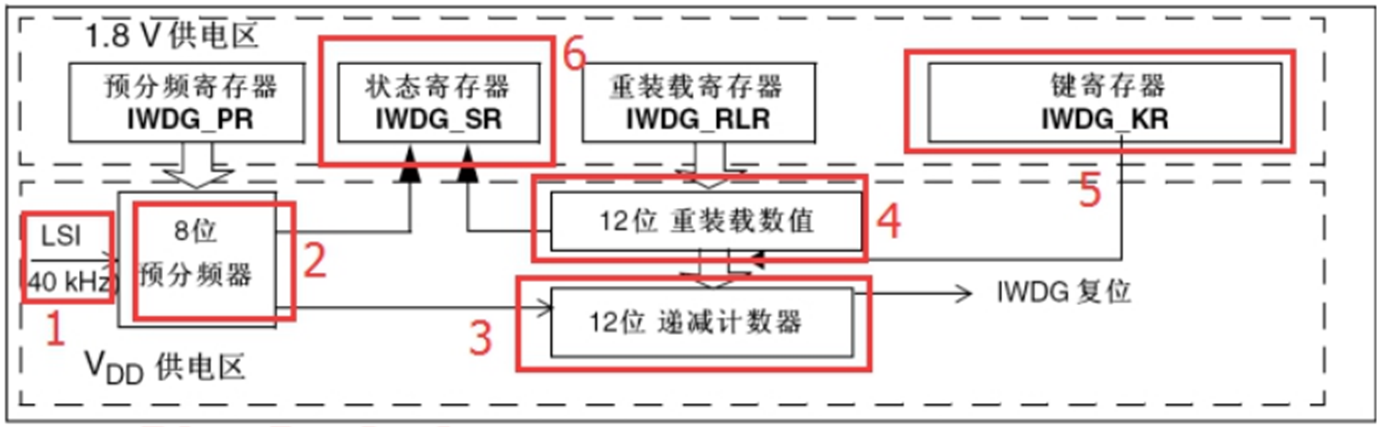 1.8 V 供电区
6
预分频寄存器
IWDG_PR
状态寄存器
IWDG_SR
重装载寄存器
IWDG_RLR
键寄存器
IWDG_KR
5
LSI
40 kHz)
1
8位
预分频器
2
12位 重装载数值
4
3
12位 递减计数器
IWDG 复位
VDD 供电区